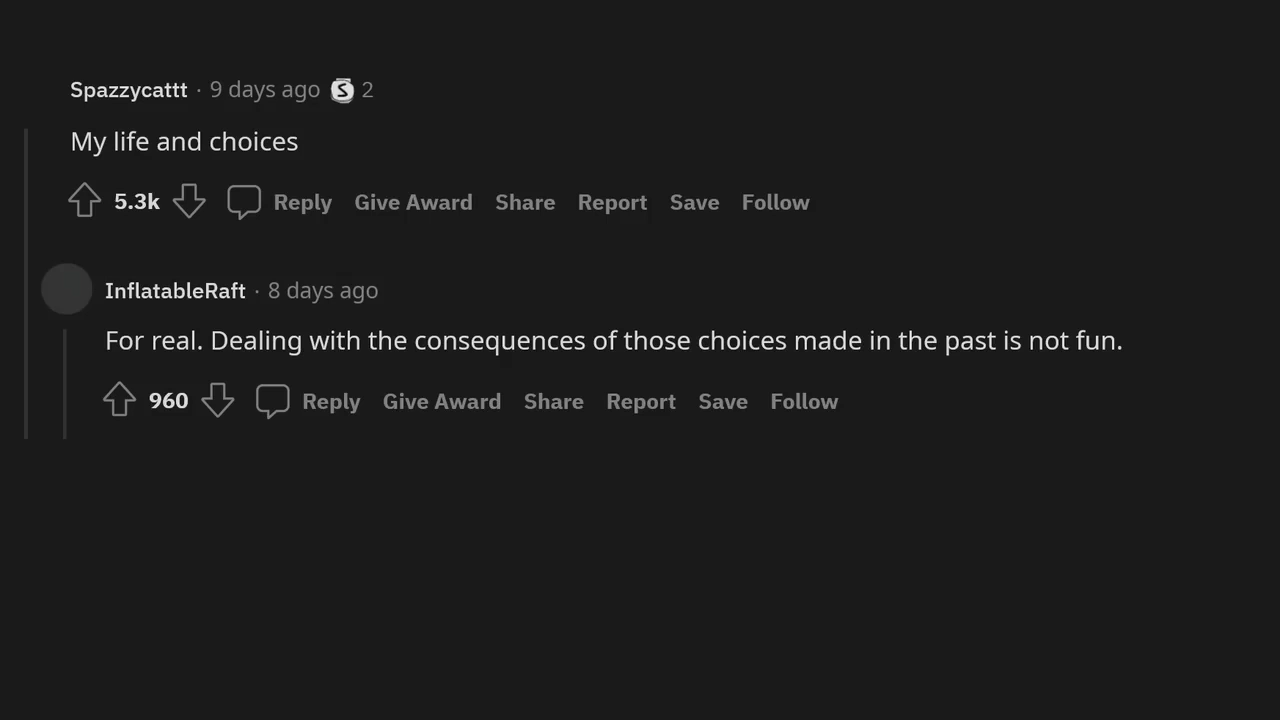 Spazzycattt · 9 days ago S 2
My life and choices
5.3k Reply Give Award Share Report Save Follow
InflatableRaft · 8 days ago
For real. Dealing with the consequences of those choices made in the past is not fun.
960 Reply Give Award Share Report Save Follow